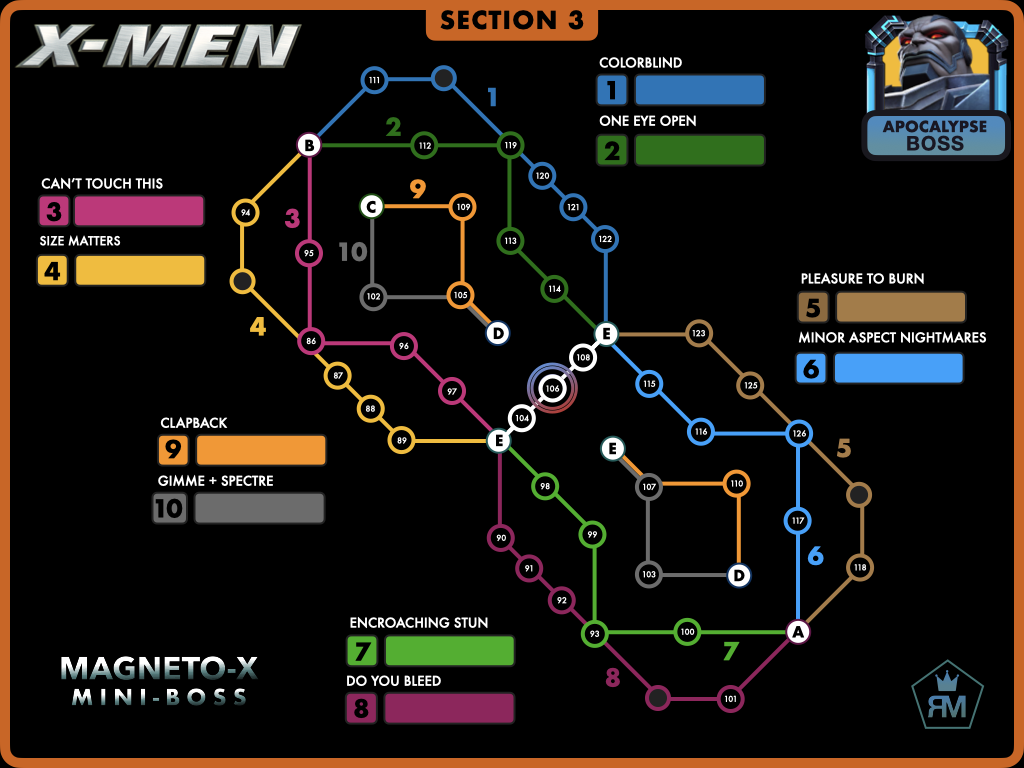 SECTION 3
X-MEN
APOCALYPSE
BOSS
COLORBLIND
1
ONE EYE OPEN
2
CAN'T TOUCH THIS
3
SIZE MATTERS
4
PLEASURE TO BURN
5
MINOR ASPECT NIGHTMARES
6
CLAPBACK
9
GIMME + SPECTRE
10
ENCROACHING STUN
7
DO YOU BLEED
8
MAGNETO-X
MINI-BOSS
111
1
2
B
112
119
120
121
122
94
3
95
4
C
9
109
10
102
105
D
113
114
86
96
87
97
88
89
E
108
106
104
E
123
115
125
116
126
5
98
99
90
91
92
93
100
7
8
101
E
107
110
103
D
117
6
118
A
RM